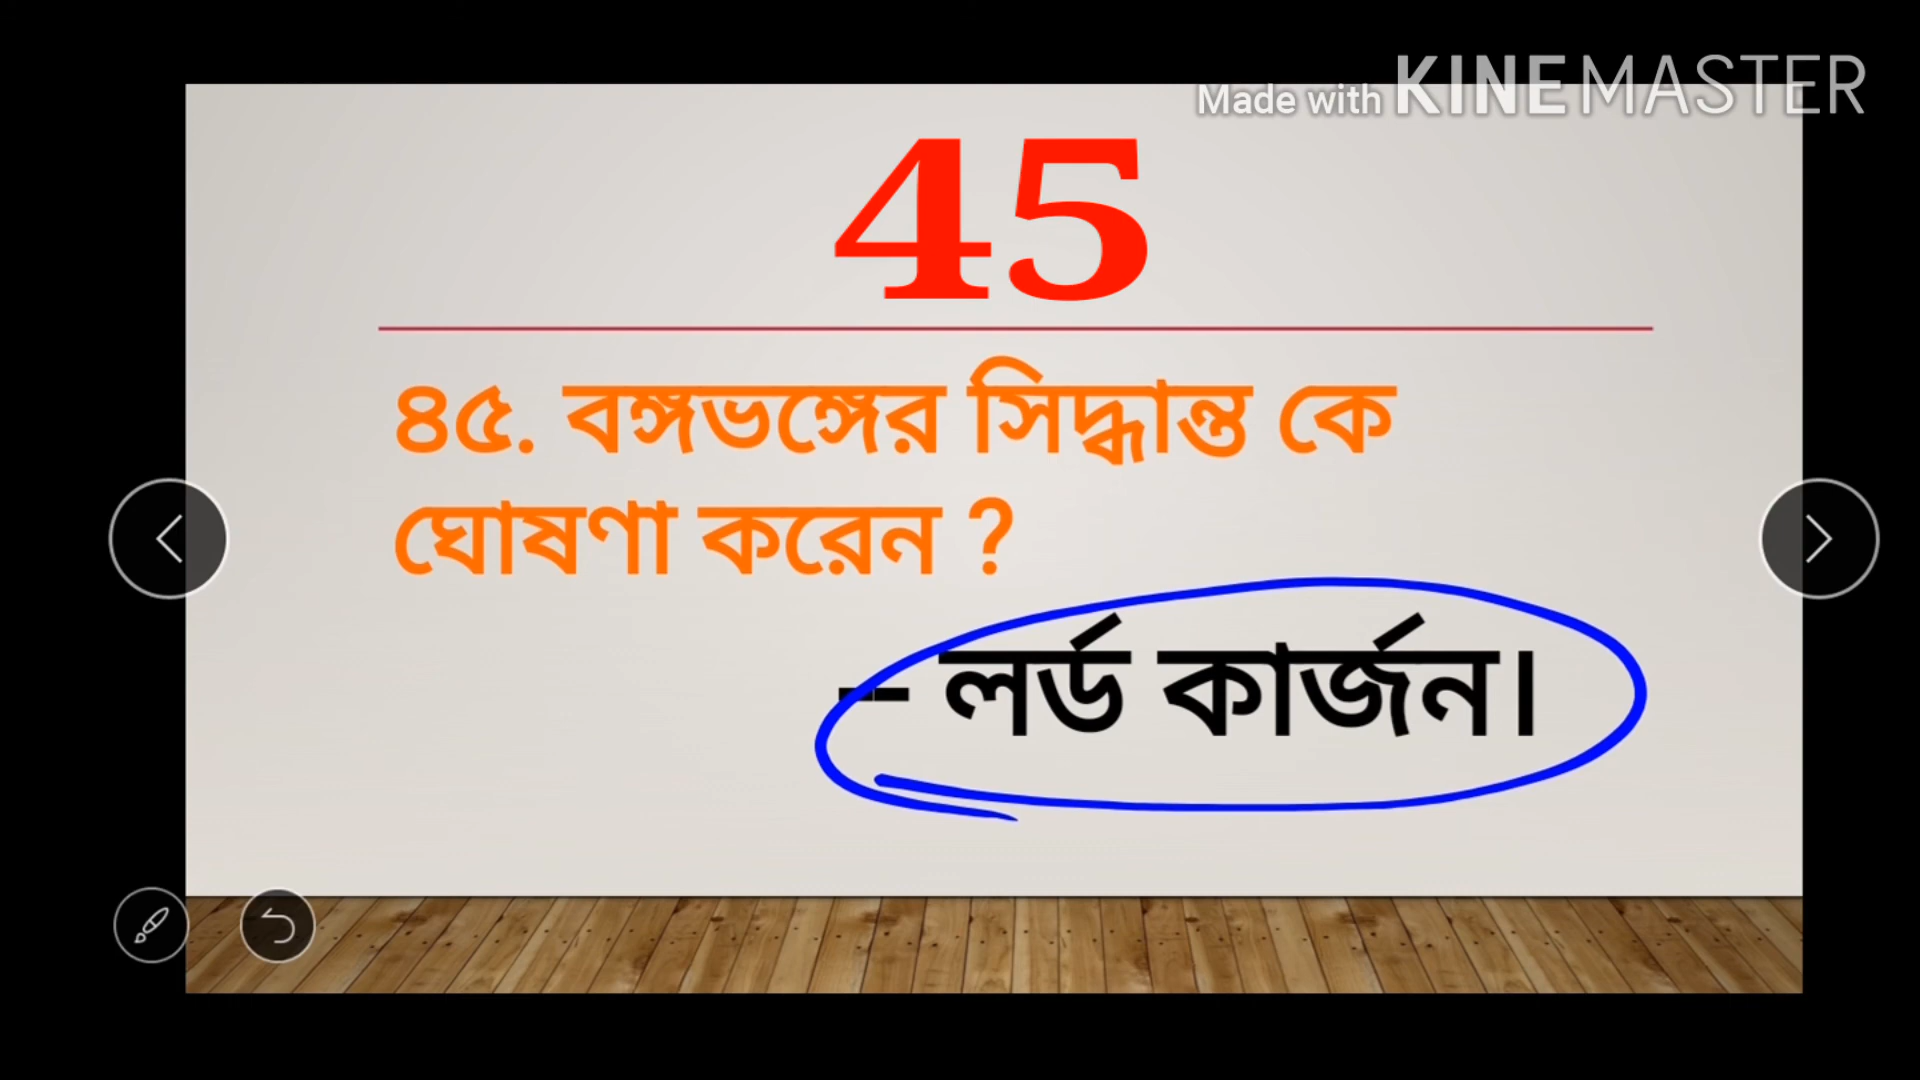 Made with KINEMASTER
45
৪৫. বঙ্গভঙ্গের সিদ্ধান্ত কে
ঘোষণা করেন ?
– লর্ড কার্জন।